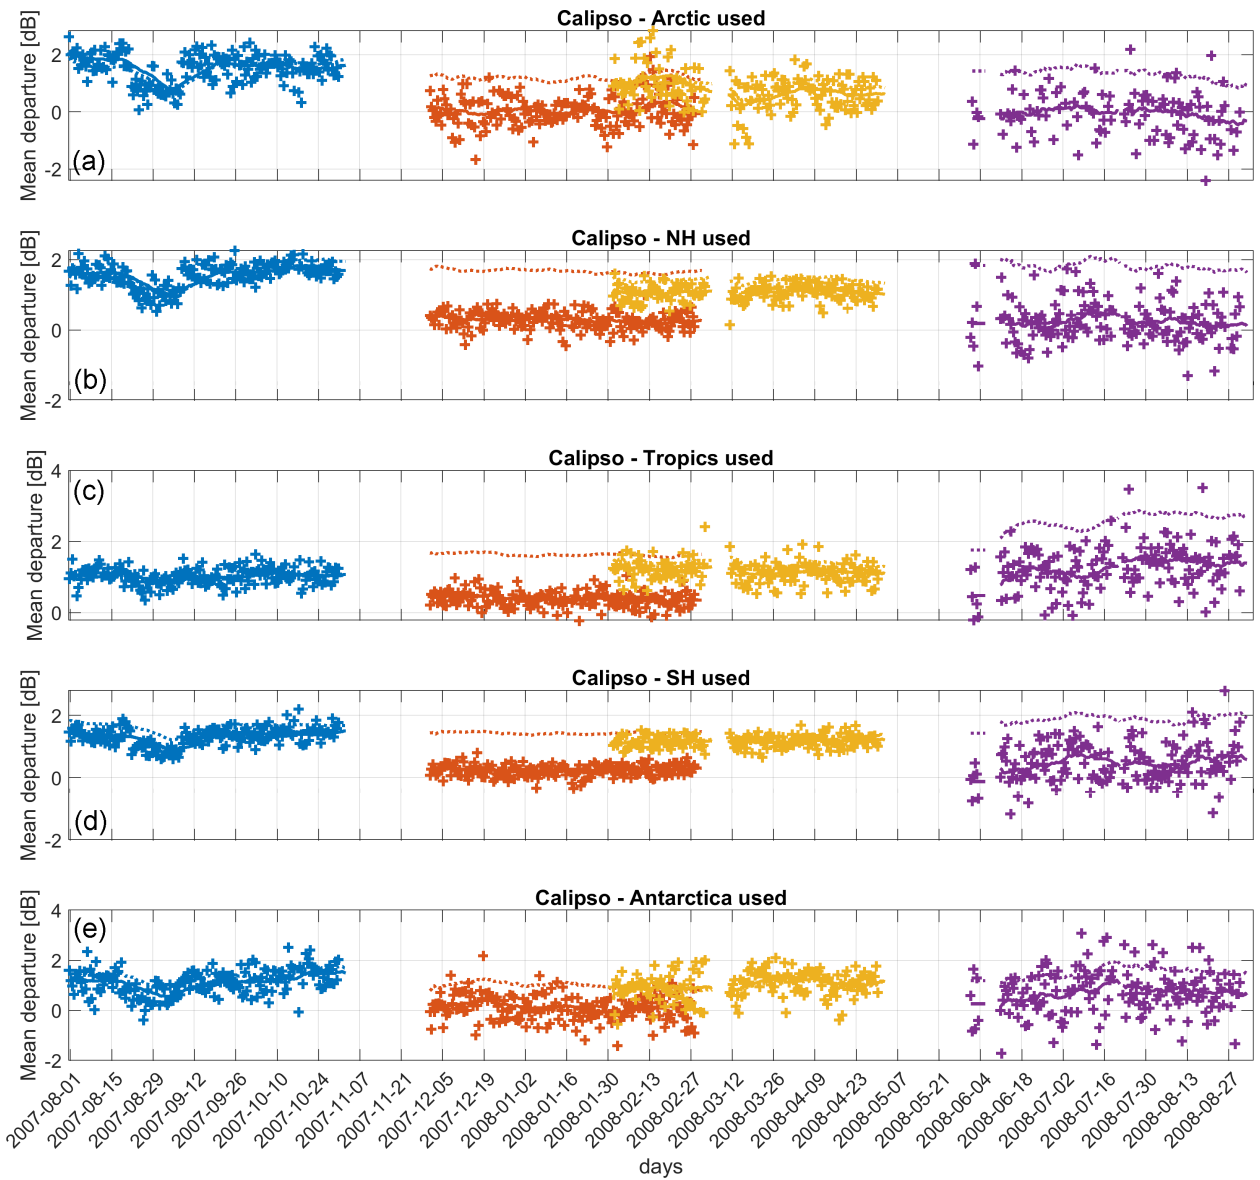 Calipso - Arctic used
Mean departure [dB]
2
0
-2
(a)
Calipso - NH used
Mean departure [dB]
2
0
-2
(b)
Calipso - Tropics used
Mean departure [dB]
4
2
0
(c)
Calipso - SH used
Mean departure [dB]
2
0
-2
(d)
Calipso - Antarctica used
Mean departure [dB]
4
2
0
-2
(e)
2007-08-01
2007-08-15
2007-08-29
2007-09-12
2007-09-26
2007-10-10
2007-10-24
2007-11-07
2007-11-21
2007-12-05
2007-12-19
2008-01-02
2008-01-16
2008-01-30
2008-02-13
2008-02-27
2008-03-12
2008-03-26
2008-04-09
2008-04-23
2008-05-07
2008-05-21
2008-06-04
2008-06-18
2008-07-02
2008-07-16
2008-07-30
2008-08-13
2008-08-27
days